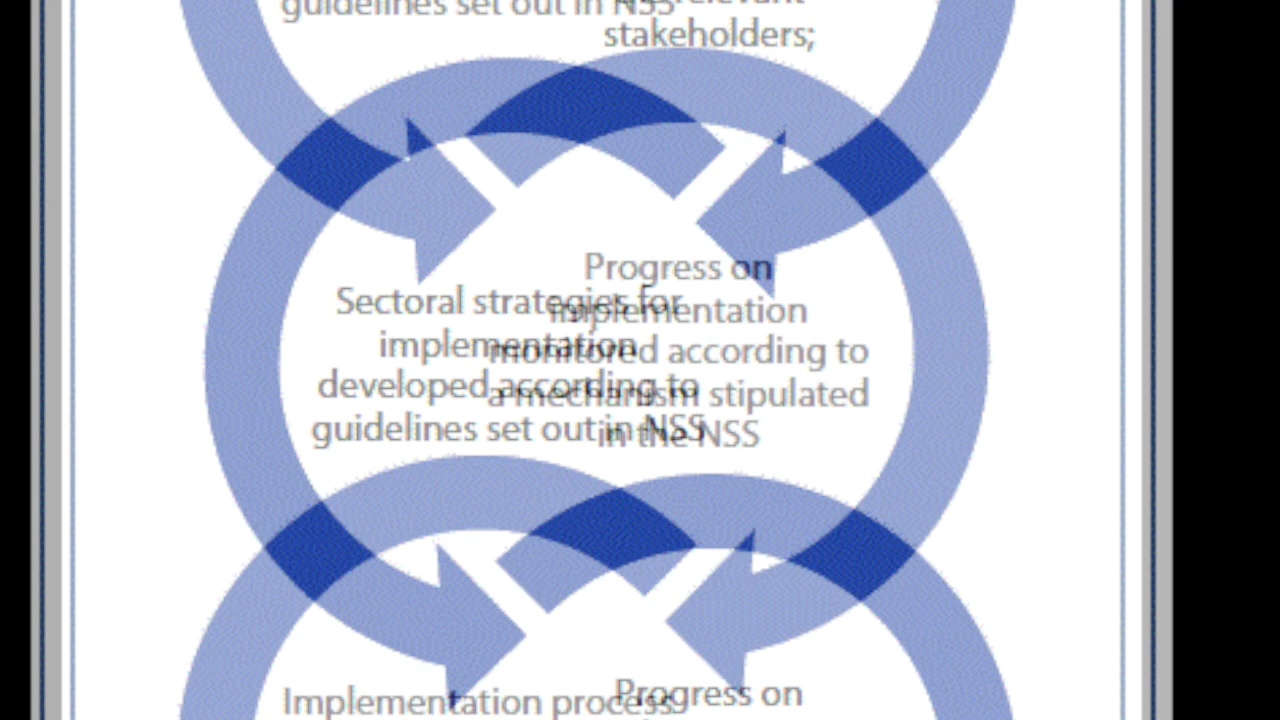 guidelines set out in NSS
relevant
stakeholders;
Sectoral strategies for
implementation
developed according to
guidelines set out in NSS
Progress on
implementation
monitored according to
a mechanism stipulated
in the NSS
Implementation process
Progress on